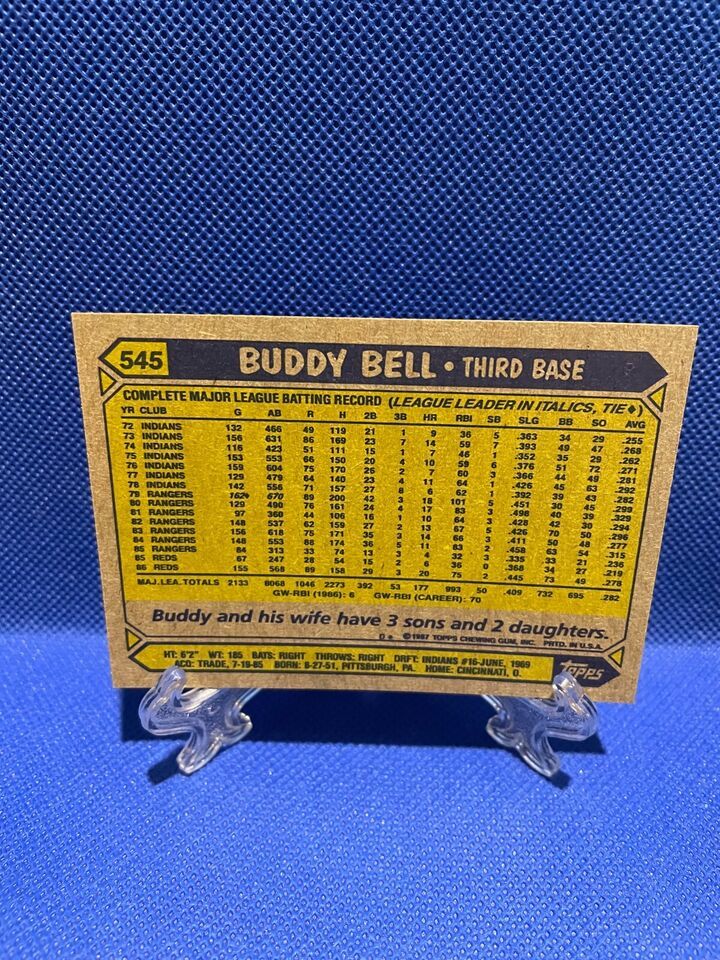 545
BUDDY BELL • THIRD BASE
COMPLETE MAJOR LEAGUE BATTING RECORD (LEAGUE LEADER IN ITALICS, TIE♦)
YR CLUB G AB R H 2B 3B HR RBI SB SLG BB SO AVG
72 INDIANS 132 466 49 119 21 1 9 36 5 .363 34 29 .255
73 INDIANS 156 631 86 169 23 7 14 59 7 .393 49 47 .268
74 INDIANS 116 423 51 111 15 1 7 46 1 .352 35 29 .262
75 INDIANS 153 553 66 150 20 4 10 59 6 .376 51 72 .271
76 INDIANS 159 604 75 170 26 2 7 60 3 .366 44 49 .281
77 INDIANS 129 479 64 140 23 4 11 64 1 .426 45 63 .292
78 INDIANS 142 556 71 157 27 8 6 62 1 .392 39 43 .282
79 RANGERS 162♦ 670 89 200 42 3 18 101 5 .451 30 45 .299
80 RANGERS 129 490 76 161 24 4 17 83 3 .498 40 39 .329
81 RANGERS 97 360 44 106 16 1 10 64 3 .428 42 30 .294
82 RANGERS 148 537 62 159 27 2 13 67 5 .426 70 50 .296
83 RANGERS 156 618 75 171 35 3 14 66 3 .411 50 48 .277
84 RANGERS 148 553 88 174 36 5 11 83 2 .458 63 54 .315
85 RANGERS 84 313 33 74 13 3 4 32 3 .335 33 21 .236
85 REDS 67 247 28 54 15 2 6 36 0 .368 34 27 .219
86 REDS 155 568 89 158 29 3 20 75 2 .445 73 49 .278
MAJ.LEA.TOTALS 2133 8068 1046 2273 392 53 177 993 50 .409 732 695 .282
GW-RBI (1986): 6 GW-RBI (CAREER): 70
Buddy and his wife have 3 sons and 2 daughters.
D* ©1987 TOPPS CHEWING GUM, INC. PRTD. IN U.S.A.
HT: 6'2" WT: 185 BATS: RIGHT THROWS: RIGHT DRFT: INDIANS #16-JUNE, 1969
ACQ: TRADE, 7-19-85 BORN: 8-27-51, PITTSBURGH, PA. HOME: CINCINNATI, O.
TOPPS